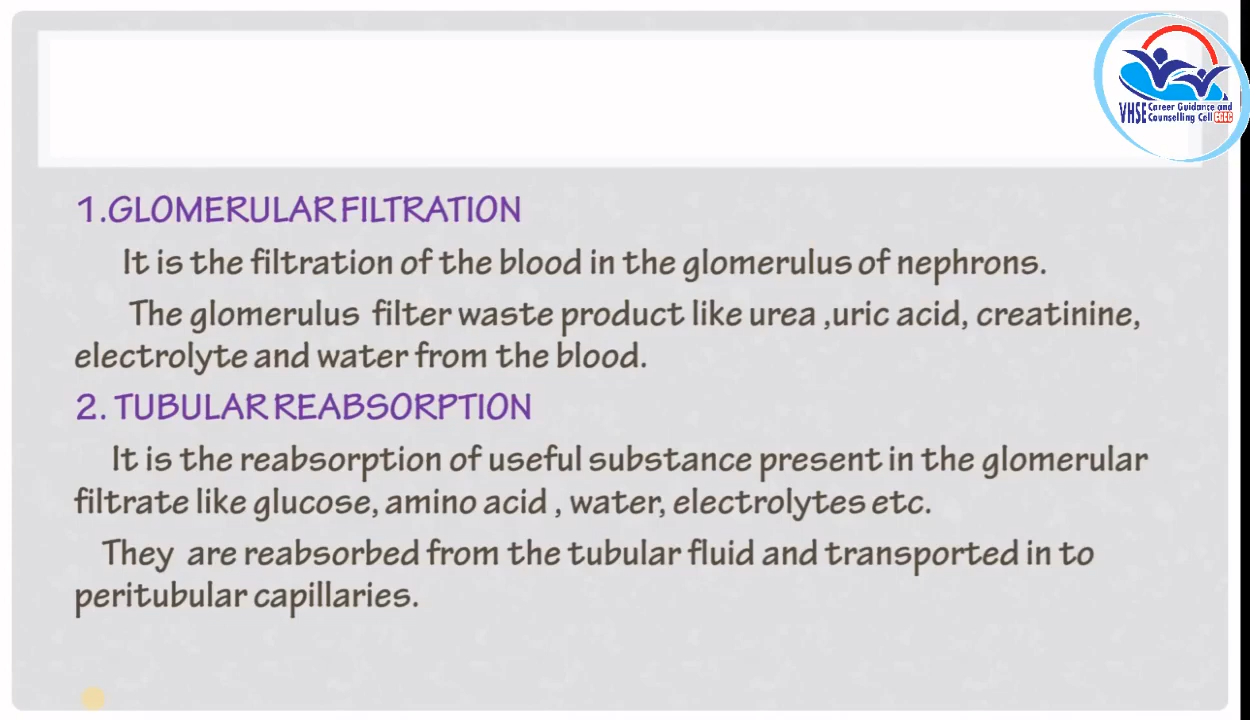 VHSE Career Guidance and
Counselling Cell CGCC
1.GLOMERULAR FILTRATION
It is the filtration of the blood in the glomerulus of nephrons.
The glomerulus filter waste product like urea ,uric acid, creatinine,
electrolyte and water from the blood.
2. TUBULAR REABSORPTION
It is the reabsorption of useful substance present in the glomerular
filtrate like glucose, amino acid , water, electrolytes etc.
They are reabsorbed from the tubular fluid and transported in to
peritubular capillaries.